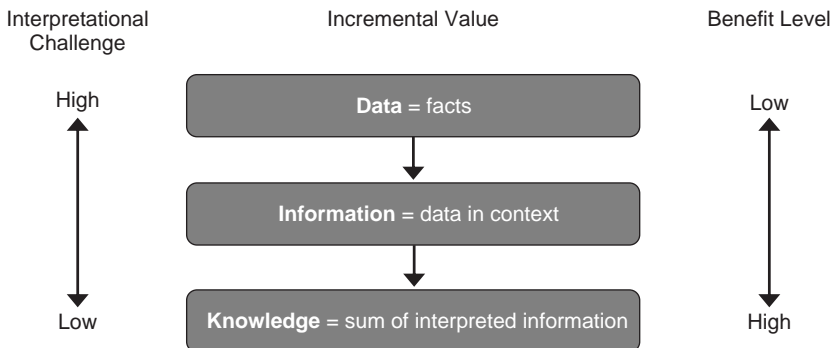 Interpretational
Challenge
Incremental Value
Benefit Level
High
Data = facts
Low
Information = data in context
Low
Knowledge = sum of interpreted information
High